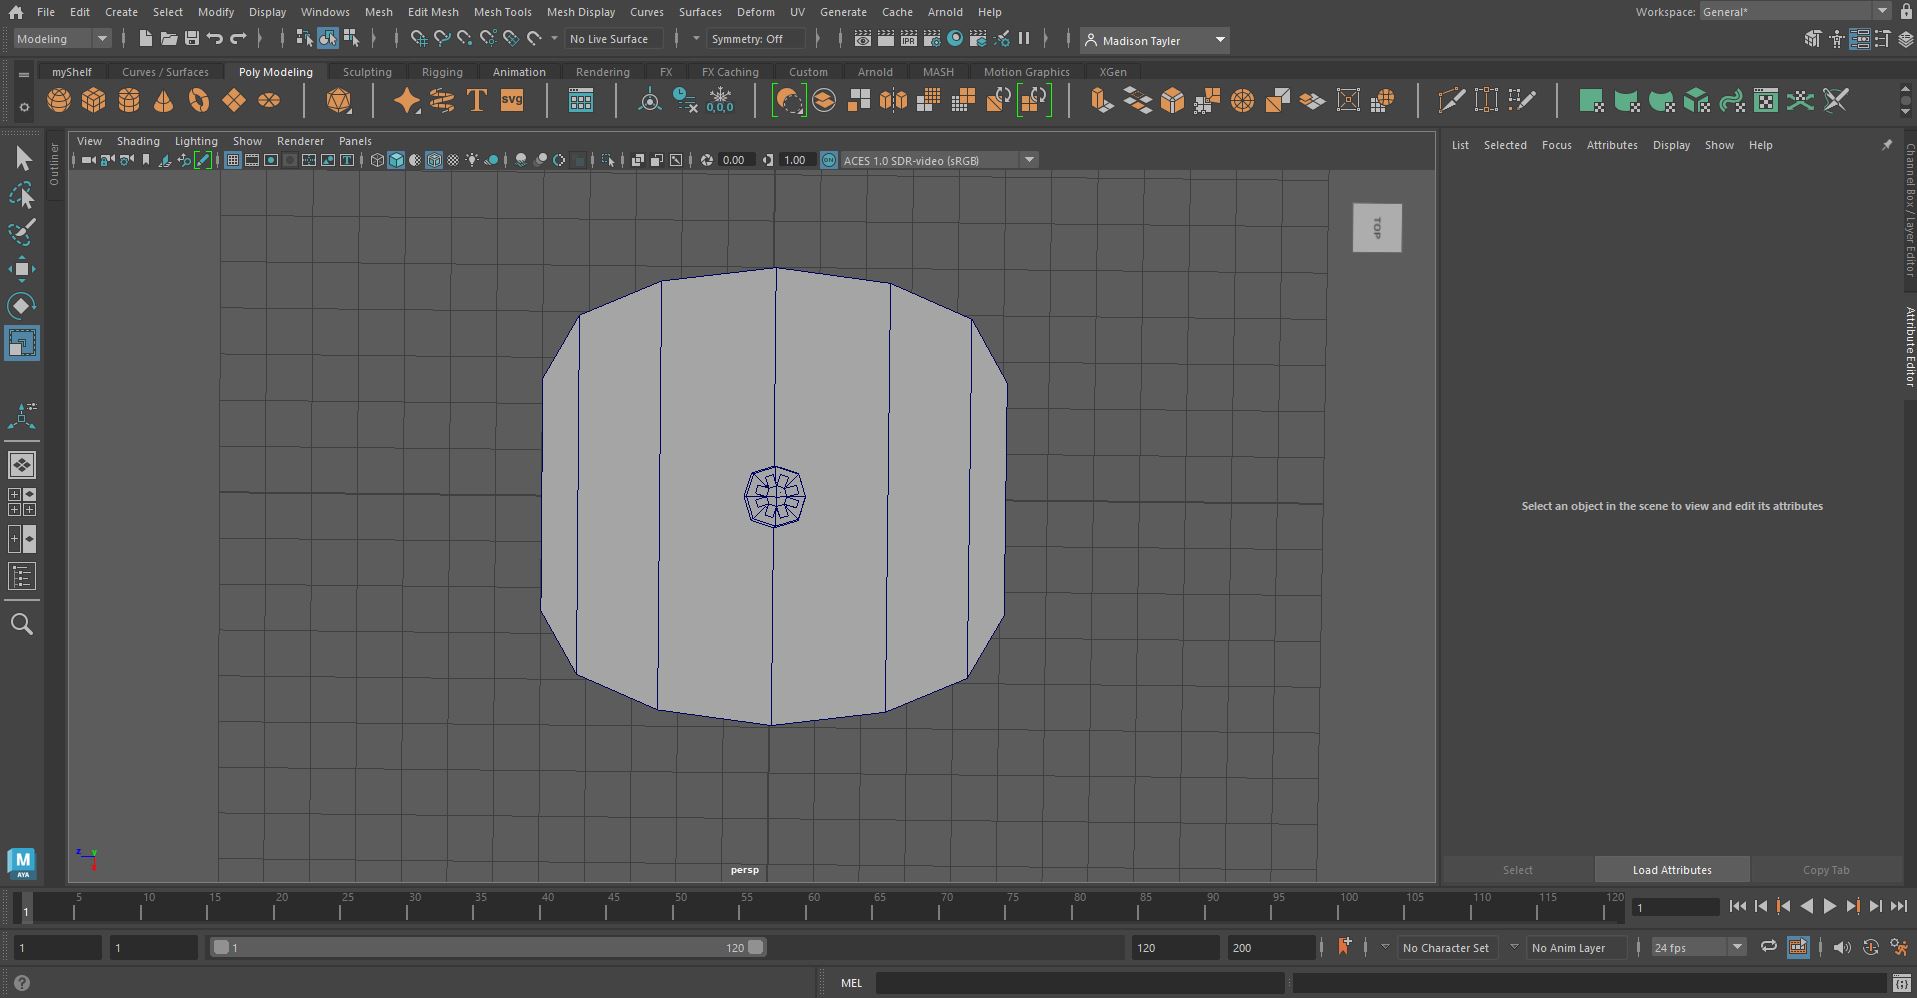 File Edit Create Select Modify Display Windows Mesh Edit Mesh Mesh Tools Mesh Display Curves Surfaces Deform UV Generate Cache Arnold Help Workspace: General*
Modeling No Live Surface Symmetry: Off IPR Madison Tayler
myShelf Curves / Surfaces Poly Modeling Sculpting Rigging Animation Rendering FX FX Caching Custom Arnold MASH Motion Graphics XGen
T SVG 0,0,0
View Shading Lighting Show Renderer Panels
0.00 1.00 ON ACES 1.0 SDR-video (sRGB)
List Selected Focus Attributes Display Show Help
Outliner
Channel Box / Layer Editor
Attribute Editor
TOP
Select an object in the scene to view and edit its attributes
z y x
persp
M
AYA
Select Load Attributes Copy Tab
1 5 10 15 20 25 30 35 40 45 50 55 60 65 70 75 80 85 90 95 100 105 110 115 120 1
1 1 1 120 120 200 No Character Set No Anim Layer 24 fps
MEL